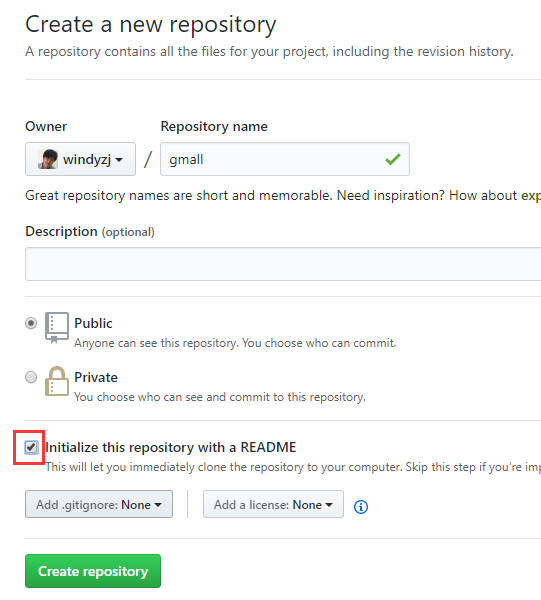 Create a new repository
A repository contains all the files for your project, including the revision history.
Owner
Repository name
windyzj
/
gmall
Great repository names are short and memorable. Need inspiration? How about
Description (optional)
Public
Anyone can see this repository. You choose who can commit.
Private
You choose who can see and commit to this repository.
Initialize this repository with a README
This will let you immediately clone the repository to your computer. Skip this step if you're
Add .gitignore: None
Add a license: None
Create repository